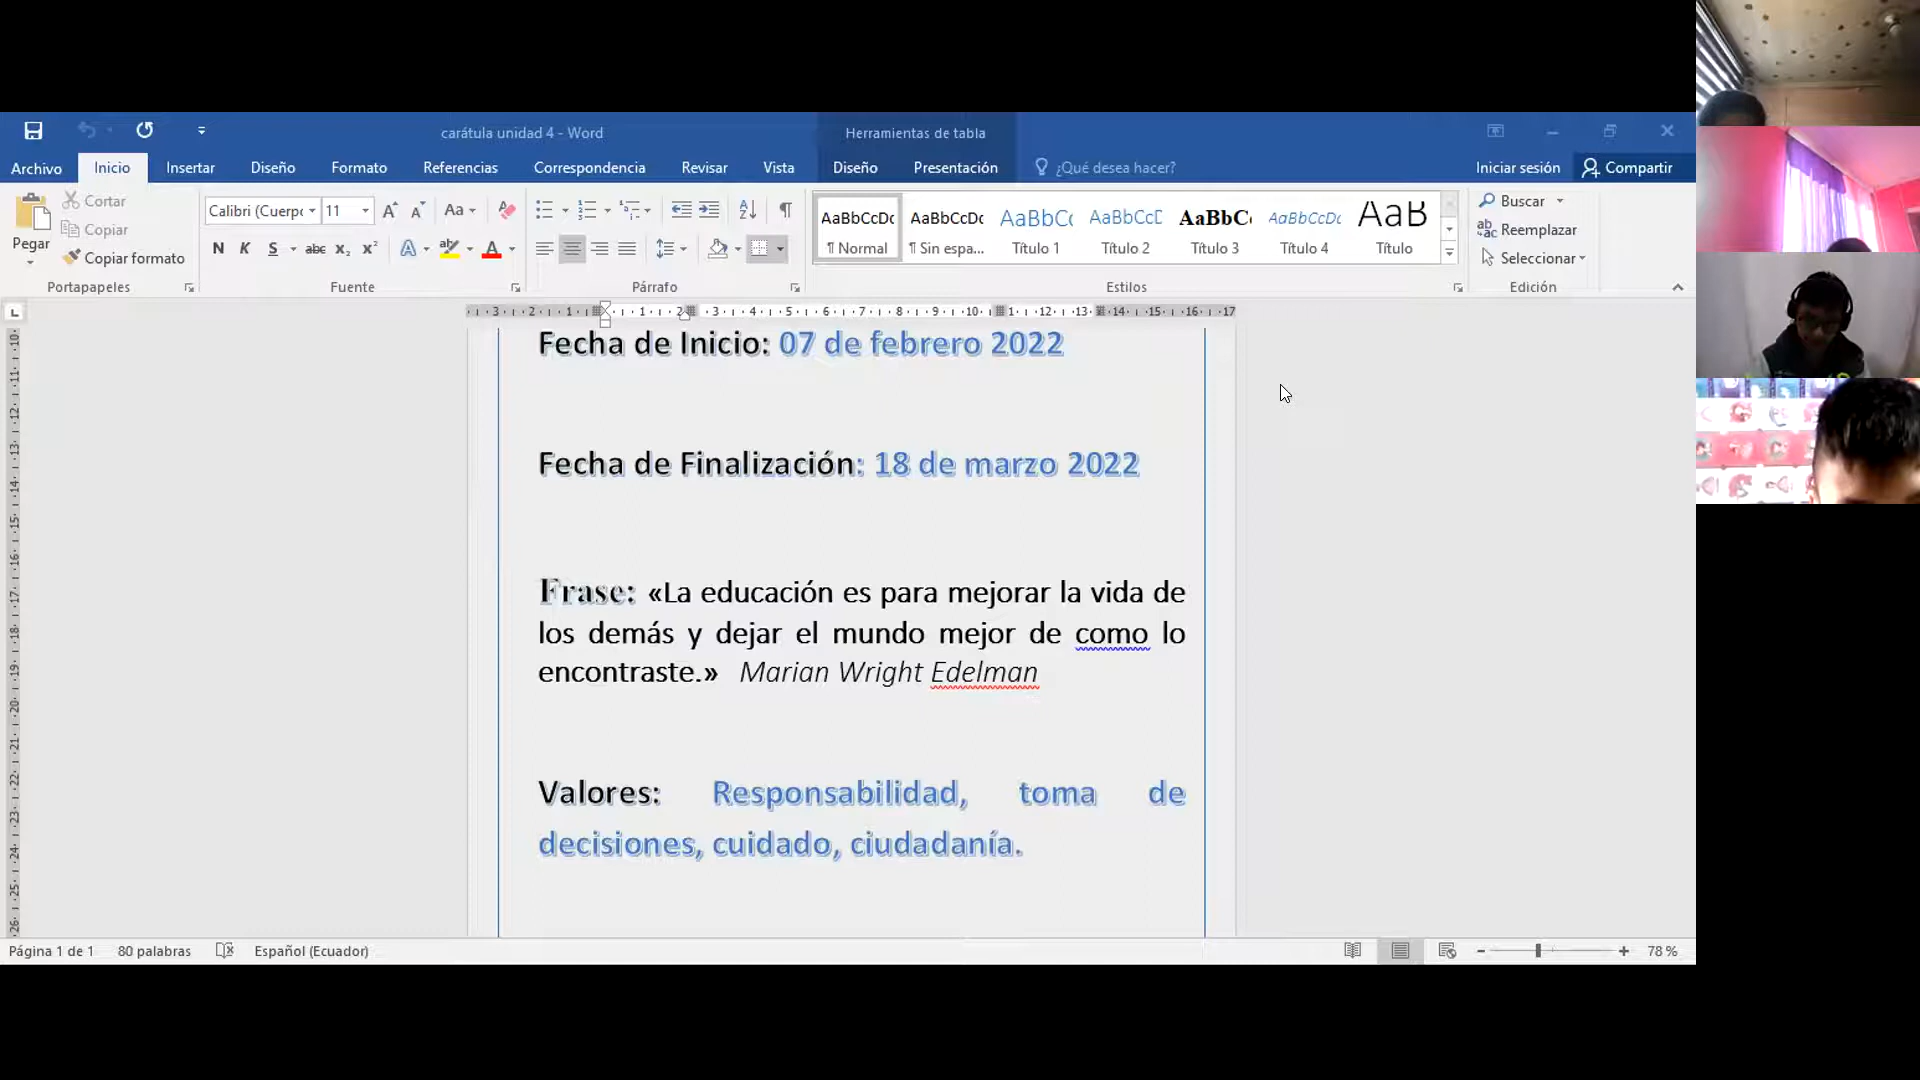 carátula unidad 4 - Word
Herramientas de tabla
Archivo
Inicio
Insertar
Diseño
Formato
Referencias
Correspondencia
Revisar
Vista
Diseño
Presentación
¿Qué desea hacer?
Iniciar sesión
Compartir
Pegar
Cortar
Copiar
Copiar formato
Portapapeles
Calibri (Cuerpo
11
Aa
N K S abc x₂ x²
Fuente
Párrafo
AaBbCcDc
¶ Normal
AaBbCcDc
¶ Sin espa...
AaBbCc
Título 1
AaBbCcD
Título 2
AaBbC
Título 3
AaBbCcDc
Título 4
AaB
Título
Estilos
Buscar
Reemplazar
Seleccionar
Edición
Fecha de Inicio: 07 de febrero 2022
Fecha de Finalización: 18 de marzo 2022
Frase: «La educación es para mejorar la vida de
los demás y dejar el mundo mejor de como lo
encontraste.» Marian Wright Edelman
Valores: Responsabilidad, toma de
decisiones, cuidado, ciudadanía.
Página 1 de 1
80 palabras
Español (Ecuador)
78 %